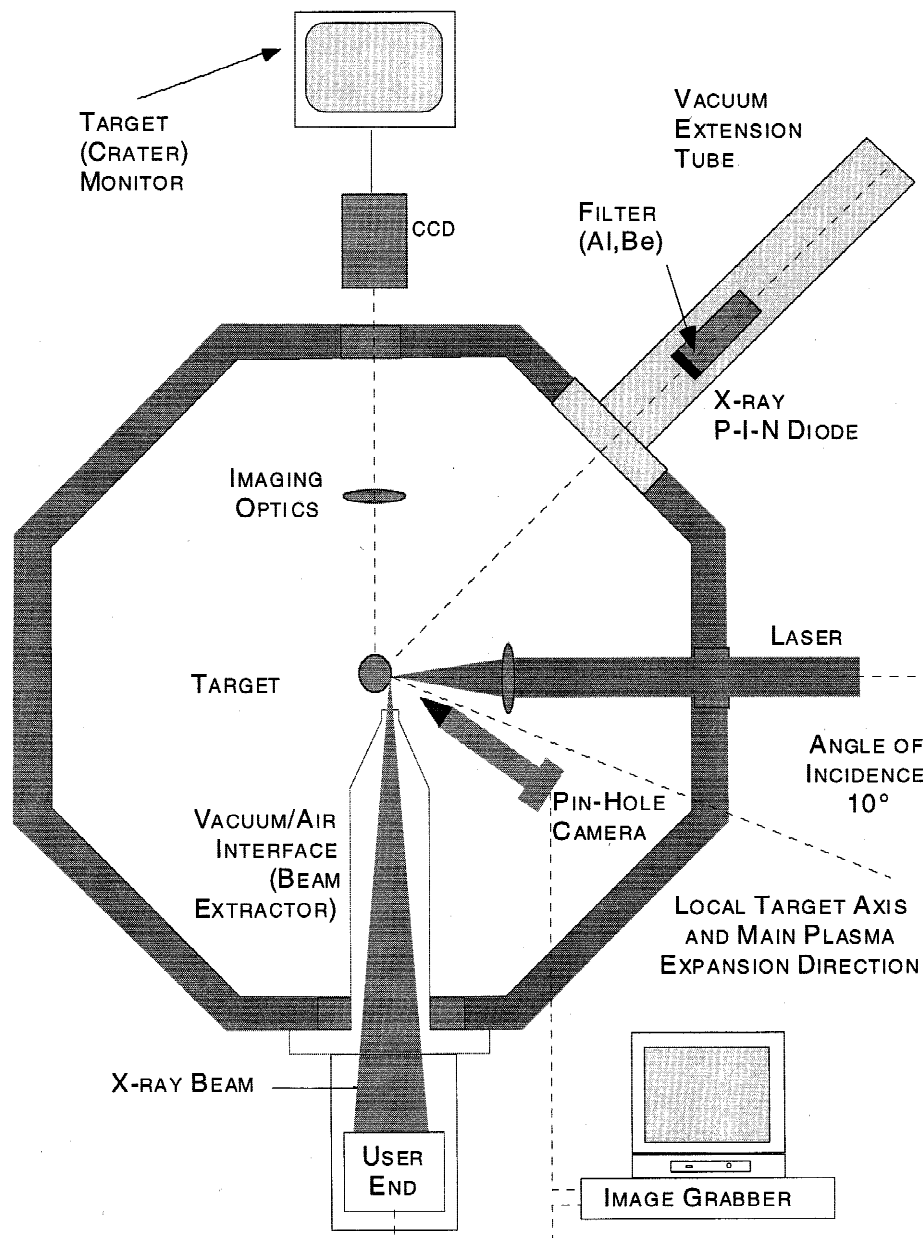 TARGET
(CRATER)
MONITOR
CCD
VACUUM
EXTENSION
TUBE
FILTER
(Al,Be)
X-RAY
P-I-N DIODE
IMAGING
OPTICS
LASER
TARGET
ANGLE OF
INCIDENCE
10°
PIN-HOLE
CAMERA
VACUUM/AIR
INTERFACE
(BEAM
EXTRACTOR)
LOCAL TARGET AXIS
AND MAIN PLASMA
EXPANSION DIRECTION
X-RAY BEAM
USER
END
IMAGE GRABBER